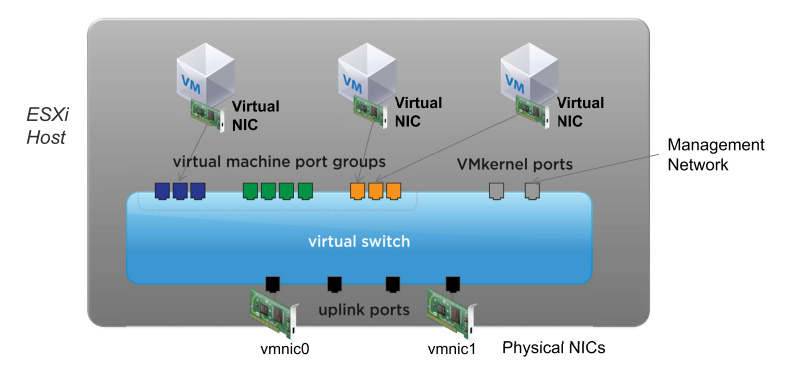 VM
VM
VM
Virtual
NIC
Virtual
NIC
Virtual
NIC
ESXi
Host
virtual machine port groups
VMkernel ports
Management
Network
virtual switch
uplink ports
vmnic0
vmnic1
Physical NICs